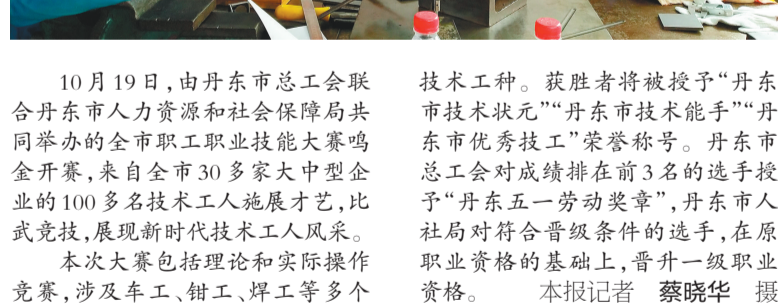 10月19日,由丹东市总工会联
合丹东市人力资源和社会保障局共
同举办的全市职工职业技能大赛鸣
金开赛,来自全市30多家大中型企
业的100多名技术工人施展才艺,比
武竞技,展现新时代技术工人风采。
本次大赛包括理论和实际操作
竞赛,涉及车工、钳工、焊工等多个
技术工种。获胜者将被授予“丹东
市技术状元”“丹东市技术能手”“丹
东市优秀技工”荣誉称号。丹东市
总工会对成绩排在前3名的选手授
予“丹东五一劳动奖章”,丹东市人
社局对符合晋级条件的选手,在原
职业资格的基础上,晋升一级职业
资格。 本报记者 蔡晓华 摄